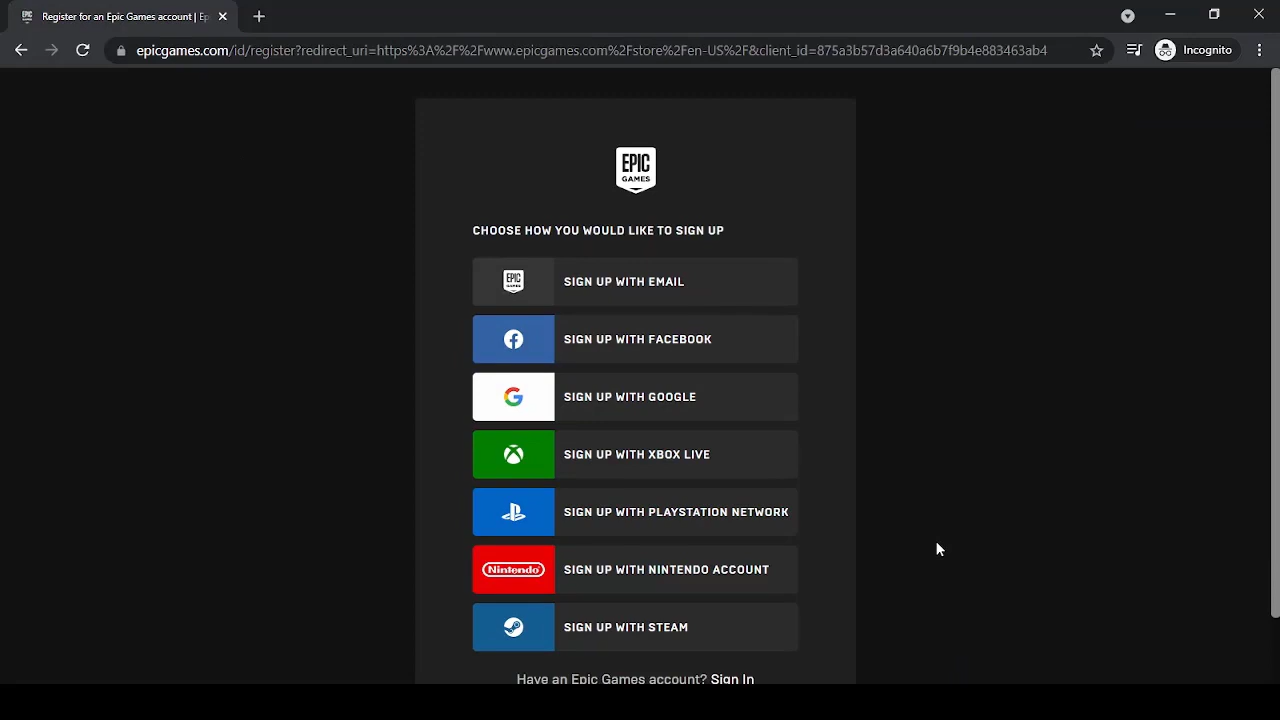 Register for an Epic Games account | Ep
epicgames.com/id/register?redirect_uri=https%3A%2F%2Fwww.epicgames.com%2Fstore%2Fen-US%2F&client_id=875a3b57d3a640a6b7f9b4e883463ab4
Incognito
EPIC
GAMES
CHOOSE HOW YOU WOULD LIKE TO SIGN UP
EPIC
GAMES
SIGN UP WITH EMAIL
SIGN UP WITH FACEBOOK
SIGN UP WITH GOOGLE
SIGN UP WITH XBOX LIVE
SIGN UP WITH PLAYSTATION NETWORK
Nintendo
SIGN UP WITH NINTENDO ACCOUNT
SIGN UP WITH STEAM
Have an Epic Games account? Sign In